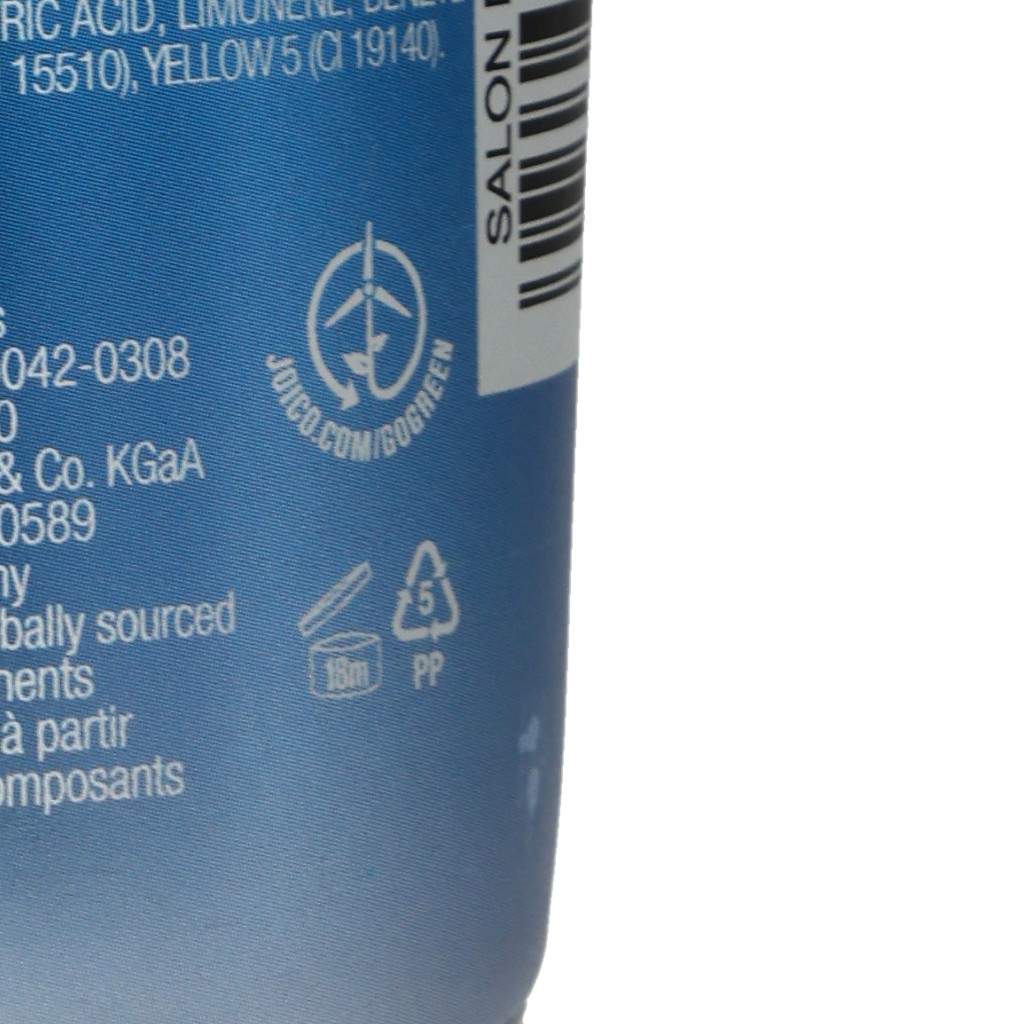 RIC ACID, LIMONENE,
15510), YELLOW 5 (CI 19140).
SALON
JOICO.COM/GOGREEN
042-0308
0
& Co. KGaA
0589
ny
bally sourced
nents
à partir
omposants
5
PP
18m